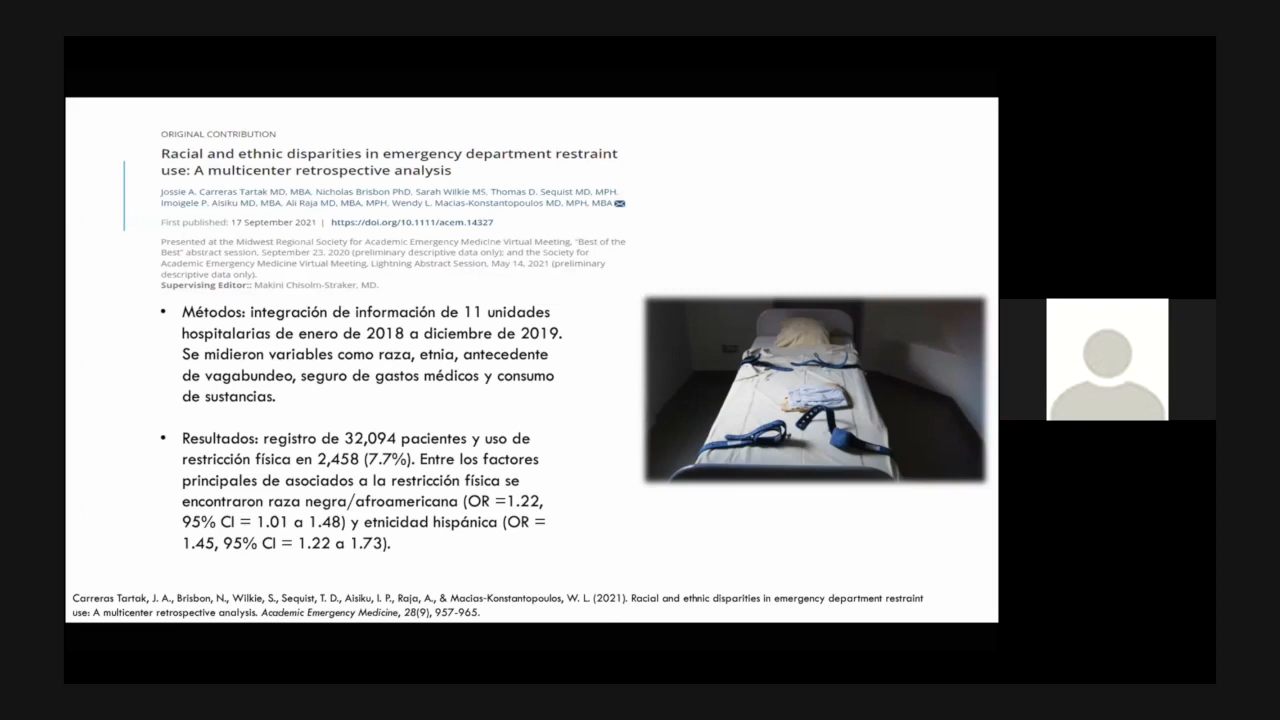 ORIGINAL CONTRIBUTION
Racial and ethnic disparities in emergency department restraint
use: A multicenter retrospective analysis
Jossie A. Carreras Tartak MD, MBA, Nicholas Brisbon PhD, Sarah Wilkie MS, Thomas D. Sequist MD, MPH,
Imoigele P. Aisiku MD, MBA, Ali Raja MD, MBA, MPH, Wendy L. Macias-Konstantopoulos MD, MPH, MBA
First published: 17 September 2021 | https://doi.org/10.1111/acem.14327
Presented at the Midwest Regional Society for Academic Emergency Medicine Virtual Meeting, "Best of the
Best" abstract session, September 23, 2020 (preliminary descriptive data only); and the Society for
Academic Emergency Medicine Virtual Meeting, Lightning Abstract Session, May 14, 2021 (preliminary
descriptive data only).
Supervising Editor:: Makini Chisolm-Straker, MD.
• Métodos: integración de información de 11 unidades
hospitalarias de enero de 2018 a diciembre de 2019.
Se midieron variables como raza, etnia, antecedente
de vagabundeo, seguro de gastos médicos y consumo
de sustancias.
• Resultados: registro de 32,094 pacientes y uso de
restricción física en 2,458 (7.7%). Entre los factores
principales de asociados a la restricción física se
encontraron raza negra/afroamericana (OR =1.22,
95% CI = 1.01 a 1.48) y etnicidad hispánica (OR =
1.45, 95% CI = 1.22 a 1.73).
Carreras Tartak, J. A., Brisbon, N., Wilkie, S., Sequist, T. D., Aisiku, I. P., Raja, A., & Macias-Konstantopoulos, W. L. (2021). Racial and ethnic disparities in emergency department restraint
use: A multicenter retrospective analysis. Academic Emergency Medicine, 28(9), 957-965.